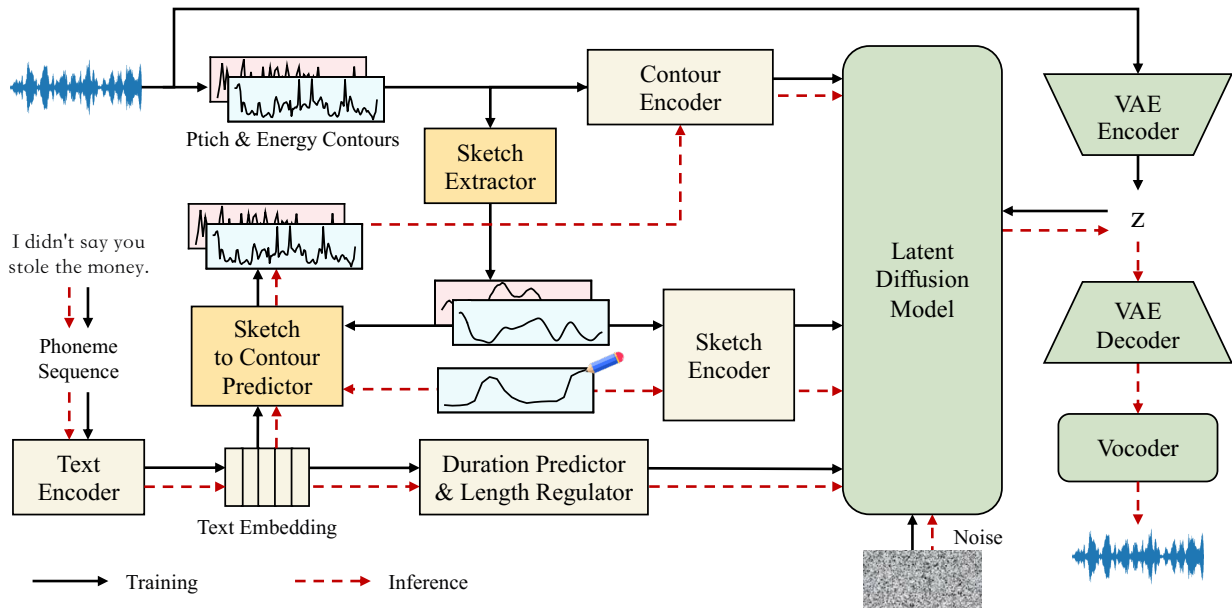 Ptich & Energy Contours
Contour
Encoder
VAE
Encoder
Sketch
Extractor
z
I didn't say you
stole the money.
Latent
Diffusion
Model
Phoneme
Sequence
Sketch
to Contour
Predictor
Sketch
Encoder
VAE
Decoder
Text
Encoder
Text Embedding
Duration Predictor
& Length Regulator
Vocoder
Noise
Training
Inference